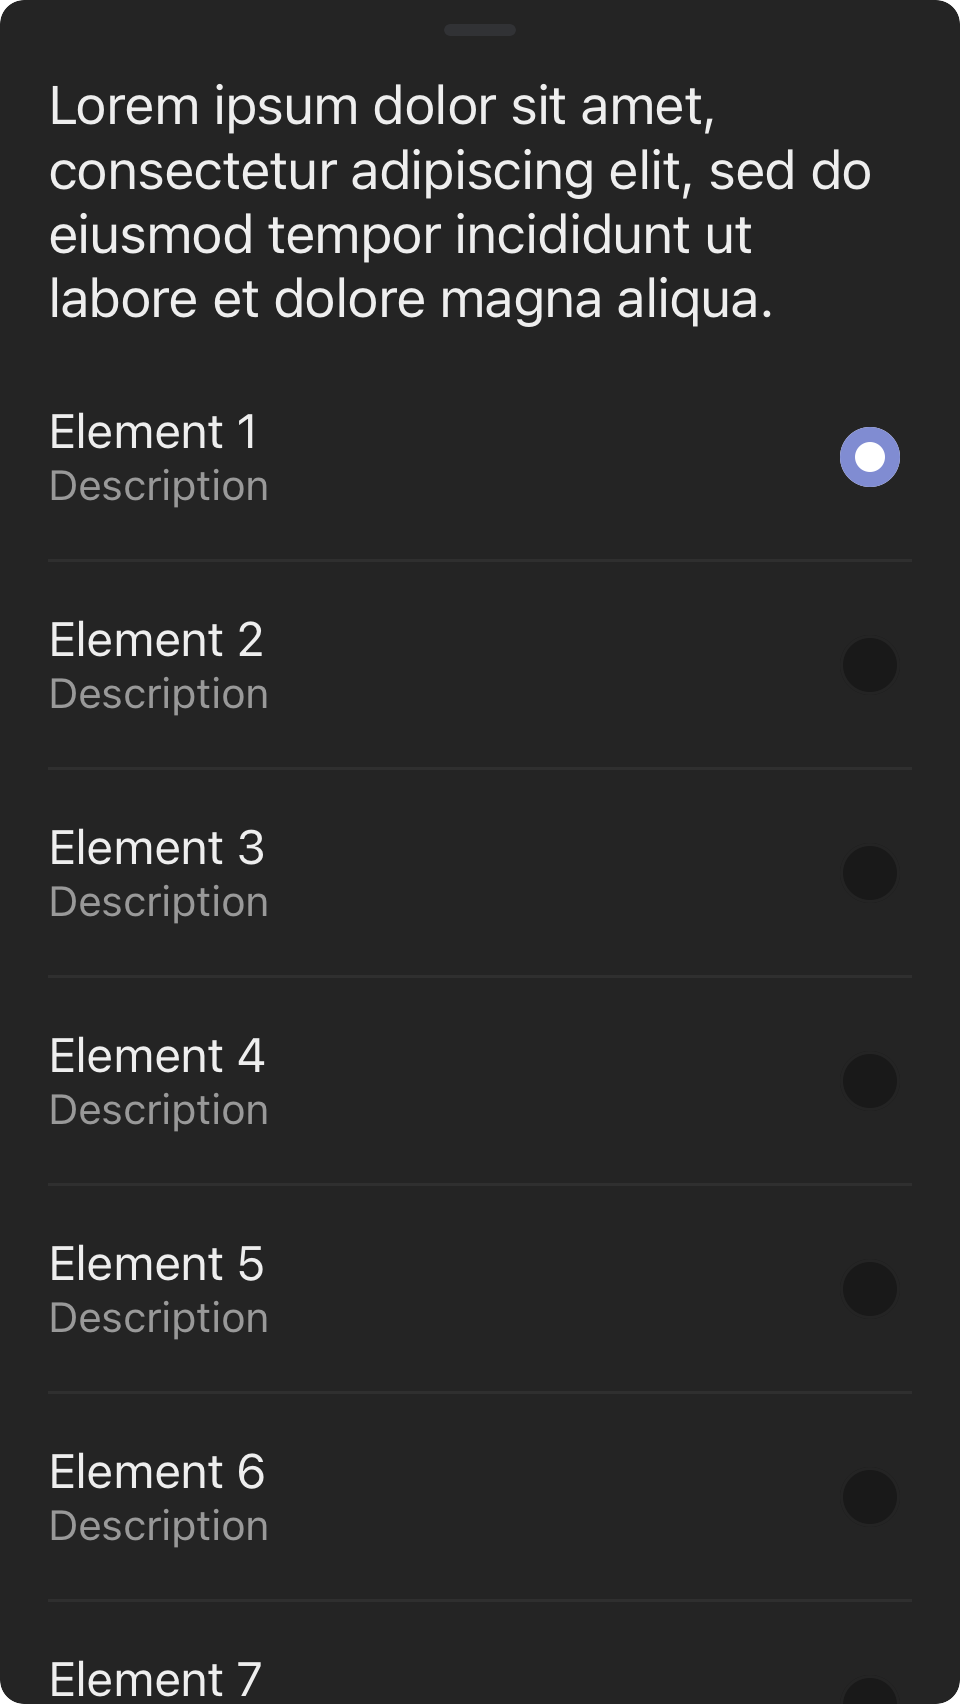 Lorem ipsum dolor sit amet,
consectetur adipiscing elit, sed do
eiusmod tempor incididunt ut
labore et dolore magna aliqua.
Element 1
Description
Element 2
Description
Element 3
Description
Element 4
Description
Element 5
Description
Element 6
Description
Element 7